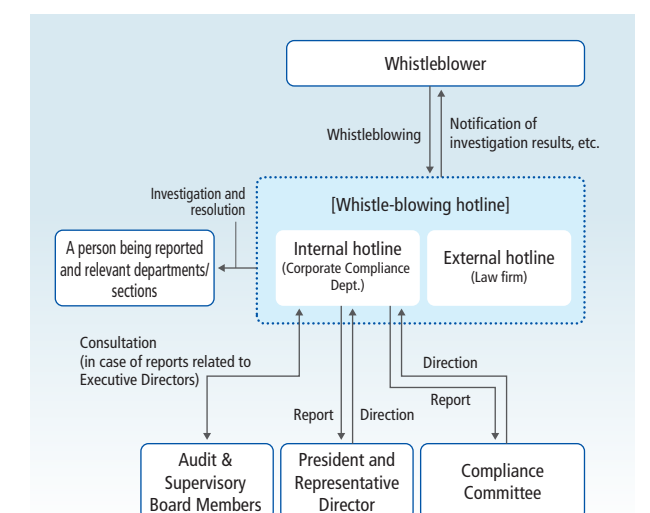 Whistleblower
Whistleblowing
Notification of
investigation results, etc.
Investigation and
resolution
[Whistle-blowing hotline]
A person being reported
and relevant departments/
sections
Internal hotline
(Corporate Compliance
Dept.)
External hotline
(Law firm)
Consultation
(in case of reports related to
Executive Directors)
Direction
Report
Report
Direction
Audit &
Supervisory
Board Members
President and
Representative
Director
Compliance
Committee